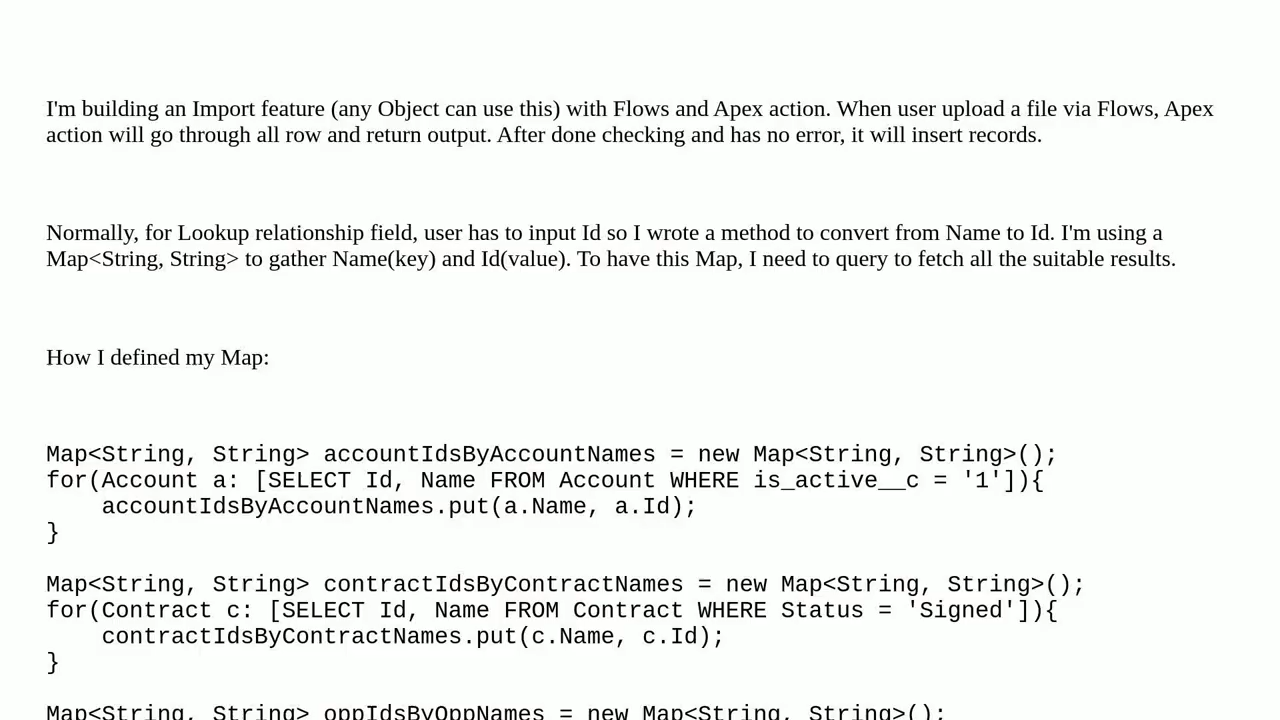 I'm building an Import feature (any Object can use this) with Flows and Apex action. When user upload a file via Flows, Apex
action will go through all row and return output. After done checking and has no error, it will insert records.
Normally, for Lookup relationship field, user has to input Id so I wrote a method to convert from Name to Id. I'm using a
Map<String, String> to gather Name(key) and Id(value). To have this Map, I need to query to fetch all the suitable results.
How I defined my Map:
Map<String, String> accountIdsByAccountNames = new Map<String, String>();
for(Account a: [SELECT Id, Name FROM Account WHERE is_active__c = '1']){
    accountIdsByAccountNames.put(a.Name, a.Id);
}
Map<String, String> contractIdsByContractNames = new Map<String, String>();
for(Contract c: [SELECT Id, Name FROM Contract WHERE Status = 'Signed']){
    contractIdsByContractNames.put(c.Name, c.Id);
}
Map<String, String> oppIdsByOppNames = new Map<String, String>();